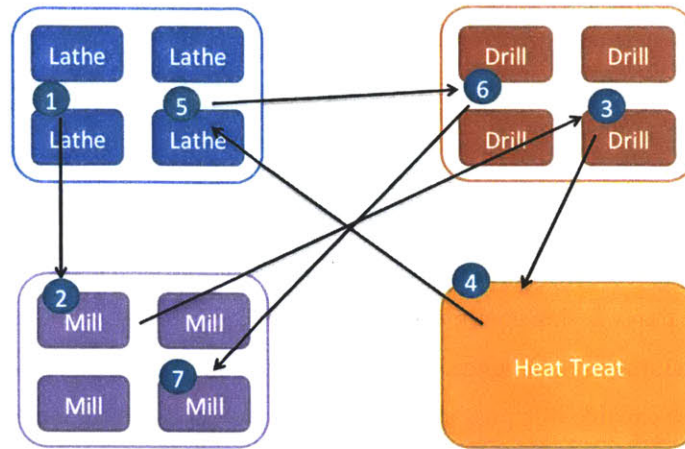 Lathe Lathe
1 5
Lathe Lathe
Drill Drill
6 3
Drill Drill
2
Mill Mill
7
Mill Mill
4
Heat Treat